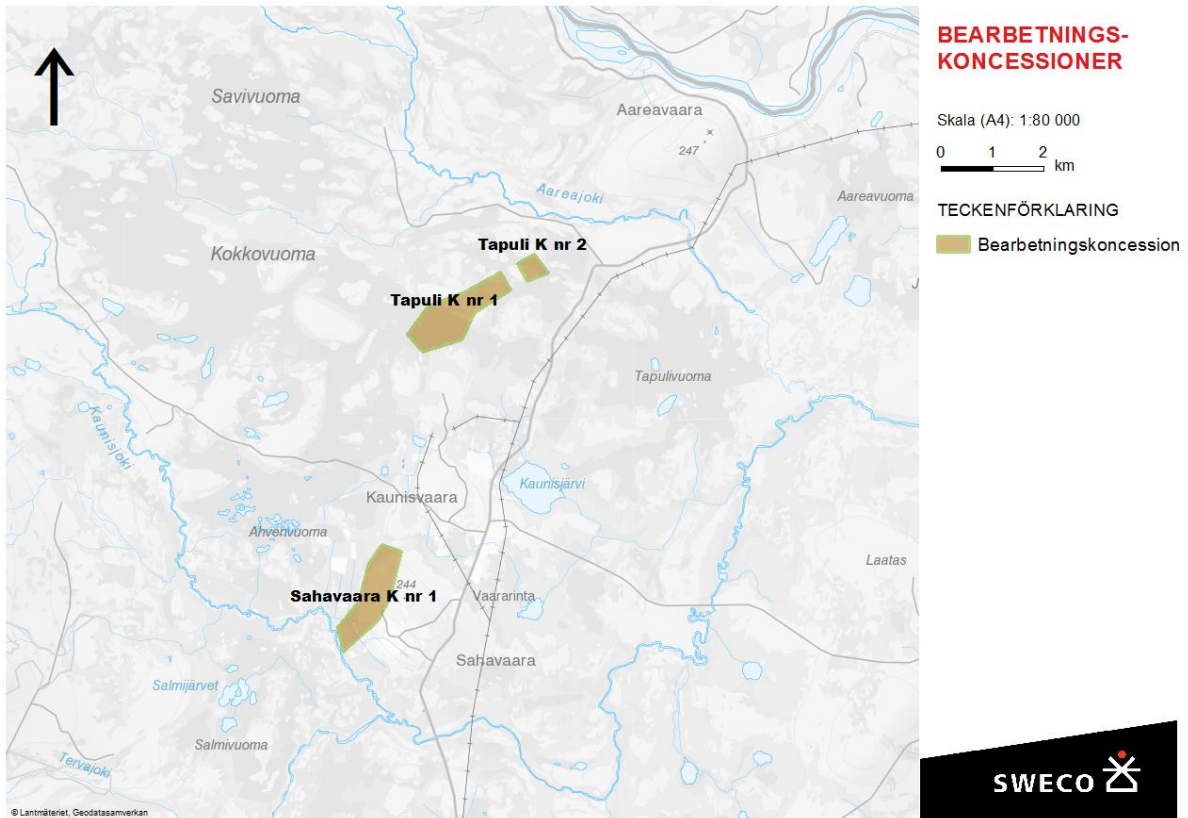 BEARBETNINGS-
KONCESSIONER
Skala (A4): 1:80 000
0 1 2 km
TECKENFÖRKLARING
Bearbetningskoncession
Savivuoma
Aareavaara
247
Aareajoki
Aareavuoma
Kokkovuoma
Tapuli K nr 2
Tapuli K nr 1
Tapulivuoma
Kaunisjoki
Kaunisjärvi
Kaunisvaara
Ahvenvuoma
Laatas
244
Sahavaara K nr 1
Vaararinta
Sahavaara
Salmijärvet
Salmivuoma
Tervajoki
© Lantmäteriet, Geodatasamverkan
SWECO